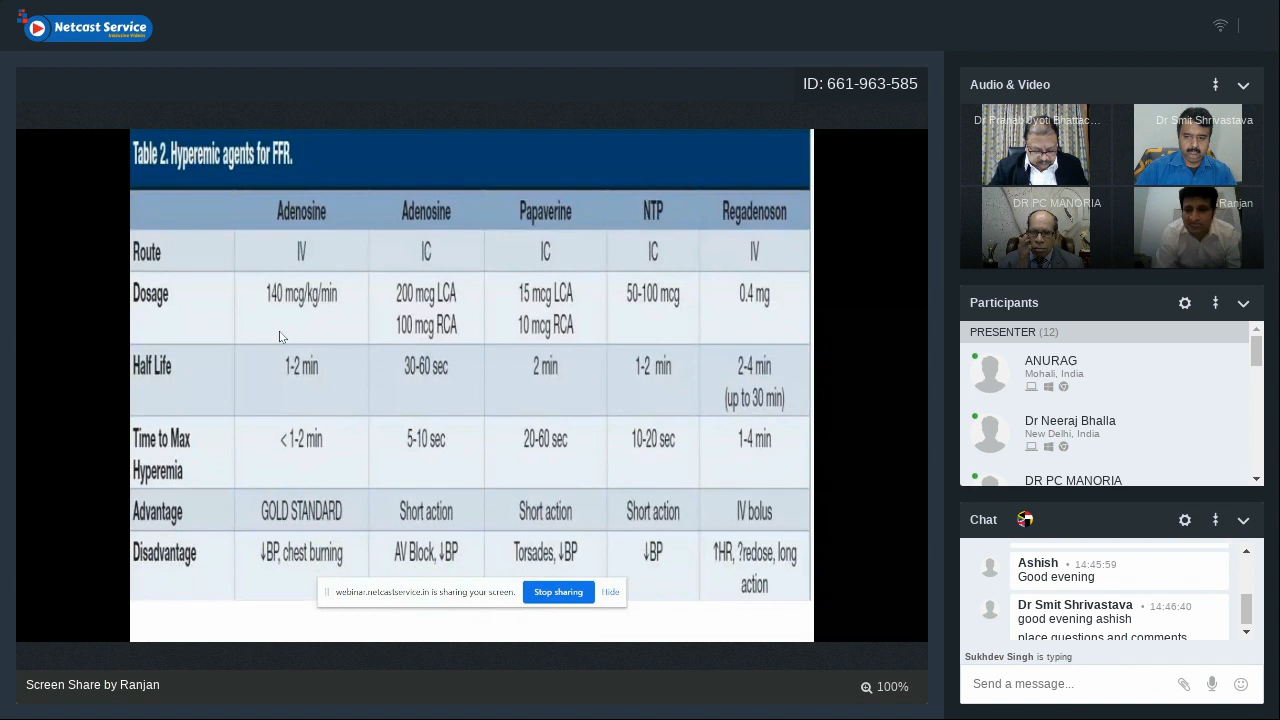 Netcast Service
ID: 661-963-585
Table 2. Hyperemic agents for FFR.
Adenosine Adenosine Papaverine NTP Regadenoson
Route IV IC IC IC IV
Dosage 140 mcg/kg/min 200 mcg LCA 15 mcg LCA 50-100 mcg 0.4 mg
100 mcg RCA 10 mcg RCA
Half Life 1-2 min 30-60 sec 2 min 1-2 min 2-4 min
(up to 30 min)
Time to Max < 1-2 min 5-10 sec 20-60 sec 10-20 sec 1-4 min
Hyperemia
Advantage GOLD STANDARD Short action Short action Short action IV bolus
Disadvantage ↓BP, chest burning AV Block, ↓BP Torsades, ↓BP ↓BP ↑HR, ?redose, long
action
webinar.netcastservice.in is sharing your screen. Stop sharing Hide
Screen Share by Ranjan
100%
Audio & Video
Dr Pranab Jyoti Bhattac... Dr Smit Shrivastava
DR PC MANORIA Ranjan
Participants
PRESENTER (12)
ANURAG
Mohali, India
Dr Neeraj Bhalla
New Delhi, India
DR PC MANORIA
Chat
Ashish • 14:45:59
Good evening
Dr Smit Shrivastava • 14:46:40
good evening ashish
place questions and comments
Sukhdev Singh is typing
Send a message...